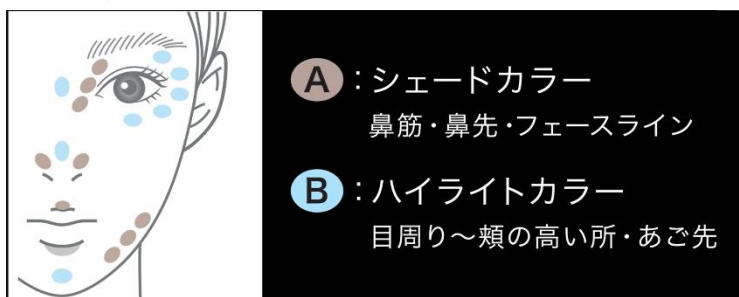 A：シェードカラー
鼻筋・鼻先・フェースライン
B：ハイライトカラー
目周り～頬の高い所・あご先